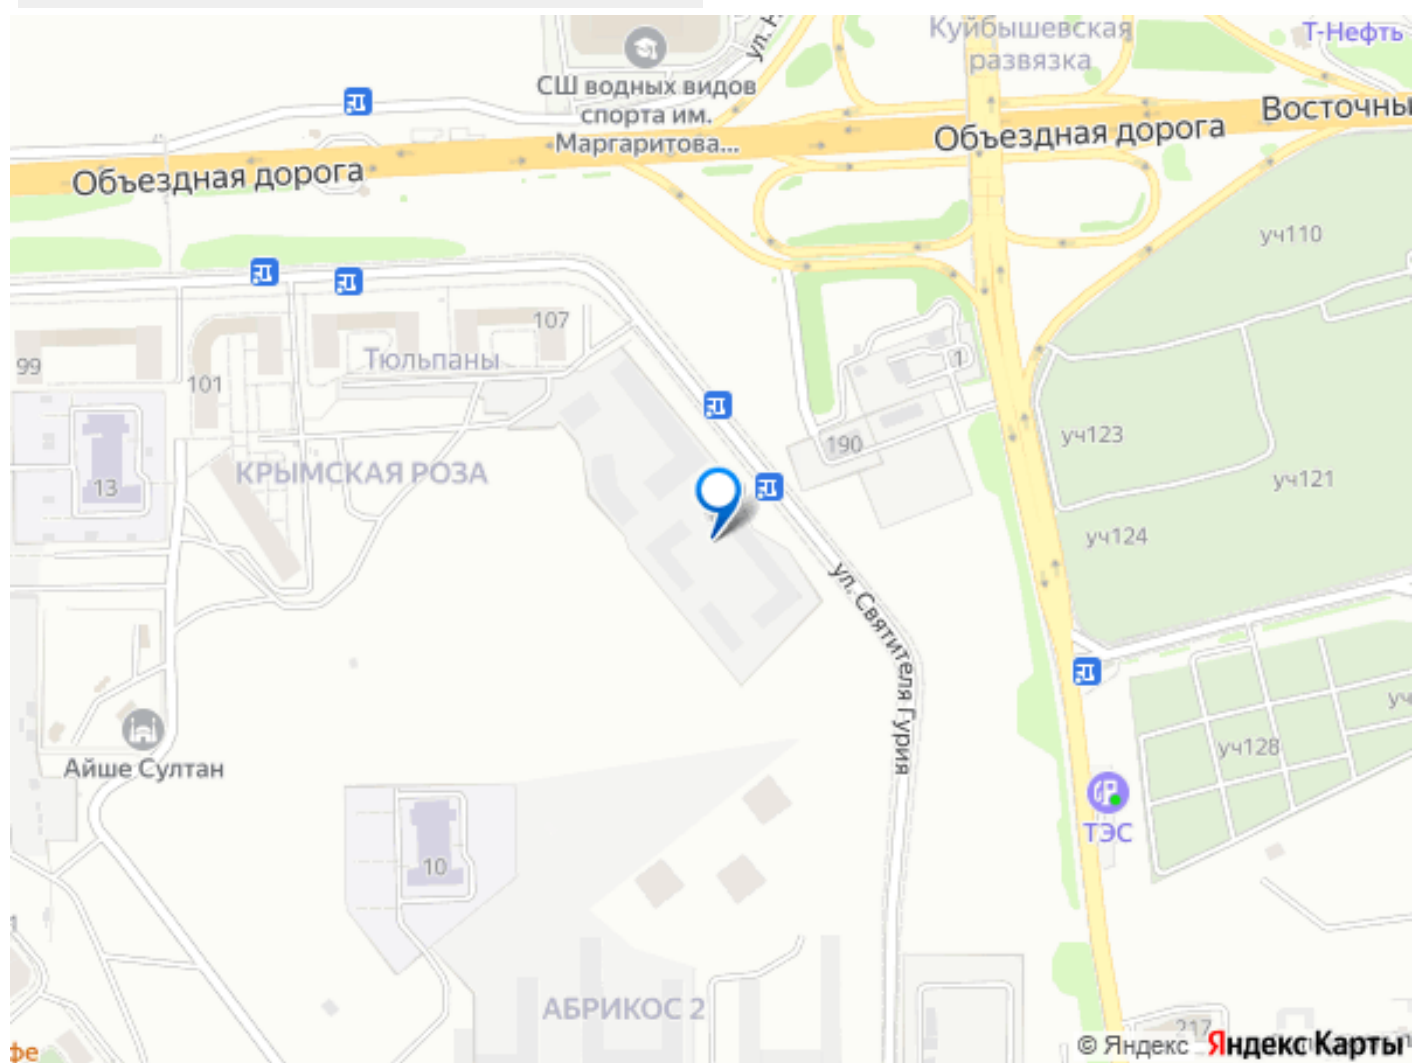 Куйбышевская
развязка
Т-Нефть
СШ водных видов
спорта им.
Маргаритова...
Объездная дорога
Восточны
Объездная дорога
уч110
107
Тюльпаны
99
101
1
190
уч123
КРЫМСКАЯ РОЗА
13
уч121
уч124
ул. Святителя Гурия
уч128
Айше Султан
ТЭС
10
АБРИКОС 2
217
фе
© Яндекс
Яндекс Карты